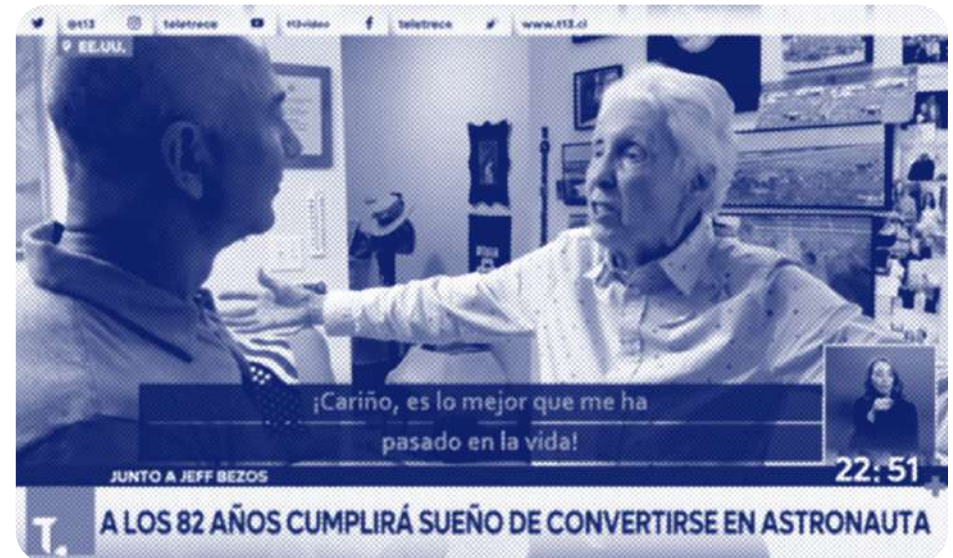 @t13 teletrece t13video teletrece www.t13.cl
EE.UU.
¡Cariño, es lo mejor que me ha
pasado en la vida!
JUNTO A JEFF BEZOS
22:51
T.
A LOS 82 AÑOS CUMPLIRÁ SUEÑO DE CONVERTIRSE EN ASTRONAUTA